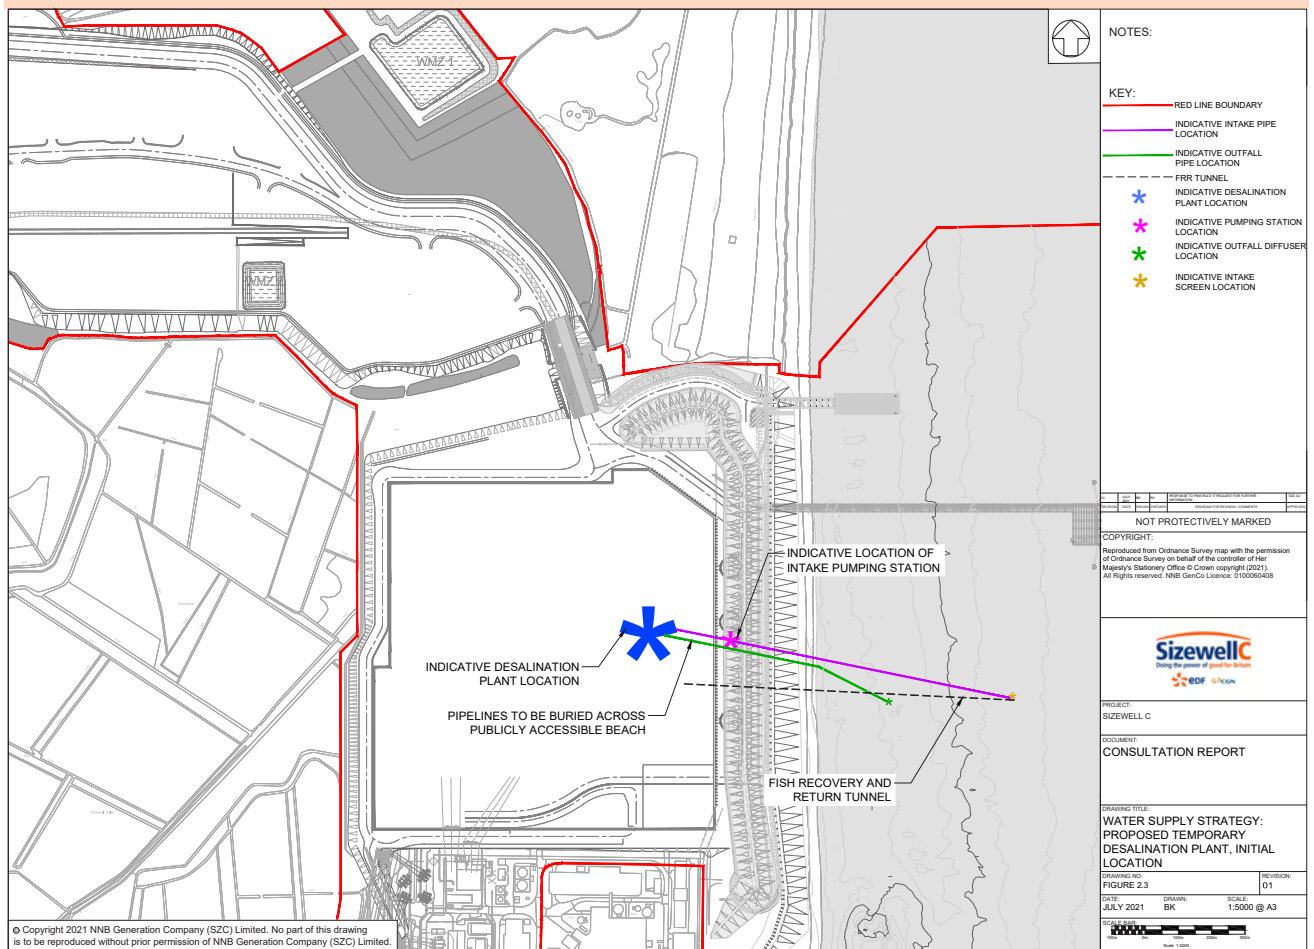 WMZ 1
NOTES:
KEY:
RED LINE BOUNDARY
INDICATIVE INTAKE PIPE
LOCATION
INDICATIVE OUTFALL
PIPE LOCATION
FRR TUNNEL
INDICATIVE DESALINATION
PLANT LOCATION
INDICATIVE PUMPING STATION
LOCATION
INDICATIVE OUTFALL DIFFUSER
LOCATION
INDICATIVE INTAKE
SCREEN LOCATION
INDICATIVE LOCATION OF
INTAKE PUMPING STATION
INDICATIVE DESALINATION
PLANT LOCATION
PIPELINES TO BE BURIED ACROSS
PUBLICLY ACCESSIBLE BEACH
FISH RECOVERY AND
RETURN TUNNEL
NOT PROTECTIVELY MARKED
COPYRIGHT:
Reproduced from Ordnance Survey map with the permission
of Ordnance Survey on behalf of the controller of Her
Majesty's Stationery Office © Crown copyright (2021).
All Rights reserved. NNB GenCo Licence: 0100060408
SizewellC
Doing the power of good for Britain
eDF CGN
PROJECT:
SIZEWELL C
DOCUMENT:
CONSULTATION REPORT
DRAWING TITLE:
WATER SUPPLY STRATEGY:
PROPOSED TEMPORARY
DESALINATION PLANT, INITIAL
LOCATION
DRAWING NO:
FIGURE 2.3
REVISION:
01
DATE:
JULY 2021
DRAWN:
BK
SCALE:
1:5000 @ A3
SCALE BAR:
Scale 1:5000
© Copyright 2021 NNB Generation Company (SZC) Limited. No part of this drawing
is to be reproduced without prior permission of NNB Generation Company (SZC) Limited.